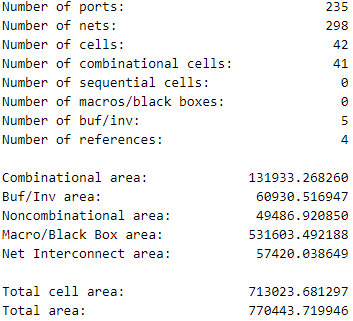 Number of ports: 235
Number of nets: 298
Number of cells: 42
Number of combinational cells: 41
Number of sequential cells: 0
Number of macros/black boxes: 0
Number of buf/inv: 5
Number of references: 4
Combinational area: 131933.268260
Buf/Inv area: 60930.516947
Noncombinational area: 49486.920850
Macro/Black Box area: 531603.492188
Net Interconnect area: 57420.038649
Total cell area: 713023.681297
Total area: 770443.719946